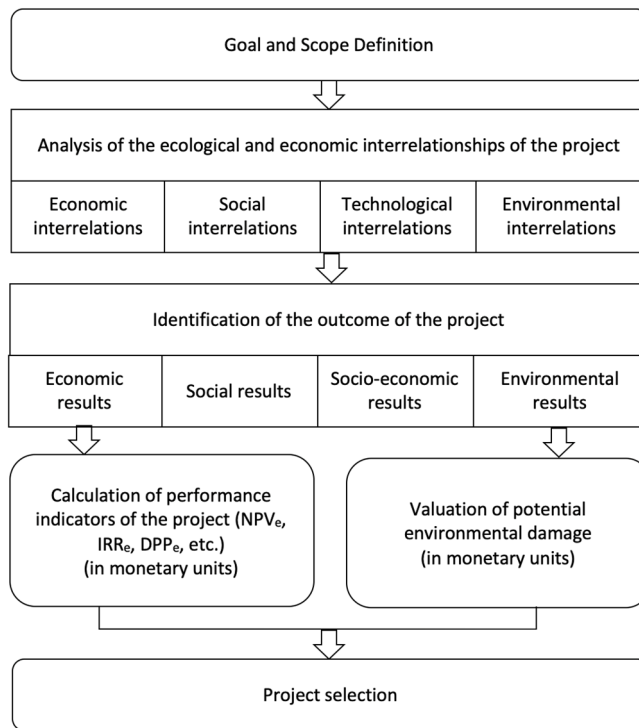 Goal and Scope Definition
Analysis of the ecological and economic interrelationships of the project
Economic
interrelations
Social
interrelations
Technological
interrelations
Environmental
interrelations
Identification of the outcome of the project
Economic
results
Social results
Socio-economic
results
Environmental
results
Calculation of performance
indicators of the project (NPVₑ,
IRRₑ, DPPₑ, etc.)
(in monetary units)
Valuation of potential
environmental damage
(in monetary units)
Project selection